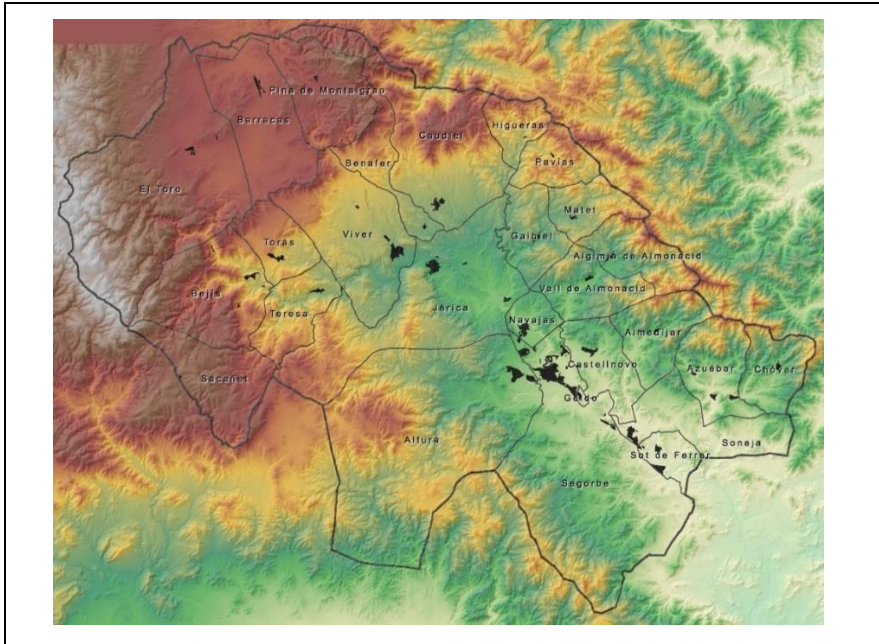 Pina de Montalgrao
Barracas
Caudiel
Higueras
Benafer
Pavías
El Toro
Matet
Torás
Viver
Gaibiel
Algimia de Almonacid
Bejís
Vall de Almonacid
Teresa
Jérica
Navajas
Almedijar
Castellnovo
Azuébar
Chóvar
Sacañet
Geldo
Altura
Soneja
Sot de Ferrer
Segorbe